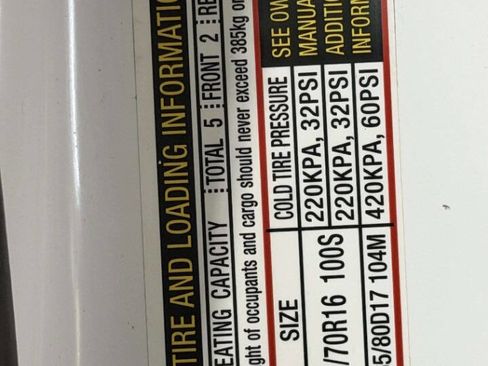 TIRE AND LOADING INFORMATIO
EATING CAPACITY TOTAL 5 FRONT 2 RE
ght of occupants and cargo should never exceed 385kg or
SIZE COLD TIRE PRESSURE SEE OW
/70R16 100S 220KPA, 32PSI MANUA
220KPA, 32PSI ADDITI
5/80D17 104M 420KPA, 60PSI INFORM